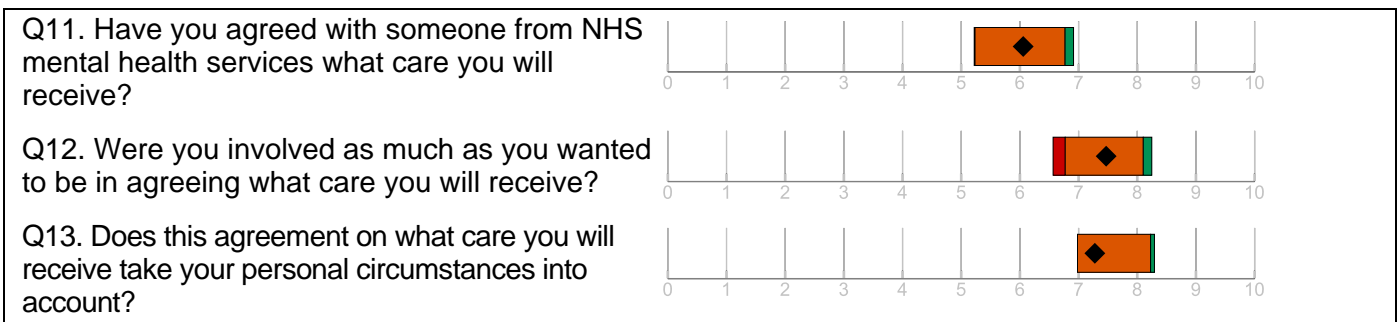 Q11. Have you agreed with someone from NHS
mental health services what care you will
receive?
0 1 2 3 4 5 6 7 8 9 10
Q12. Were you involved as much as you wanted
to be in agreeing what care you will receive?
0 1 2 3 4 5 6 7 8 9 10
Q13. Does this agreement on what care you will
receive take your personal circumstances into
account?
0 1 2 3 4 5 6 7 8 9 10